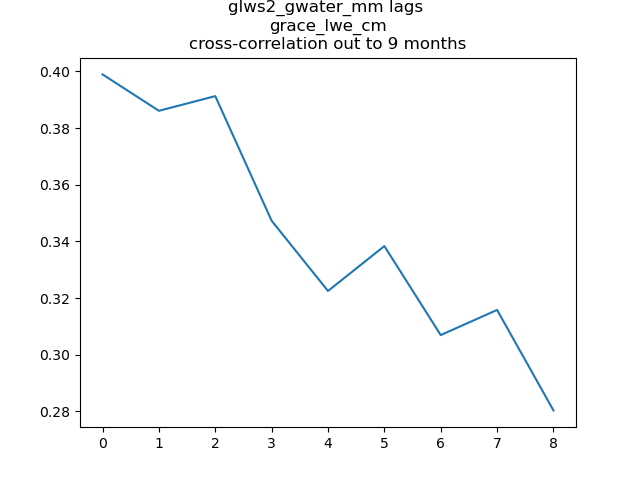 glws2_gwater_mm lags
grace_lwe_cm
cross-correlation out to 9 months
0.40
0.38
0.36
0.34
0.32
0.30
0.28
0 1 2 3 4 5 6 7 8